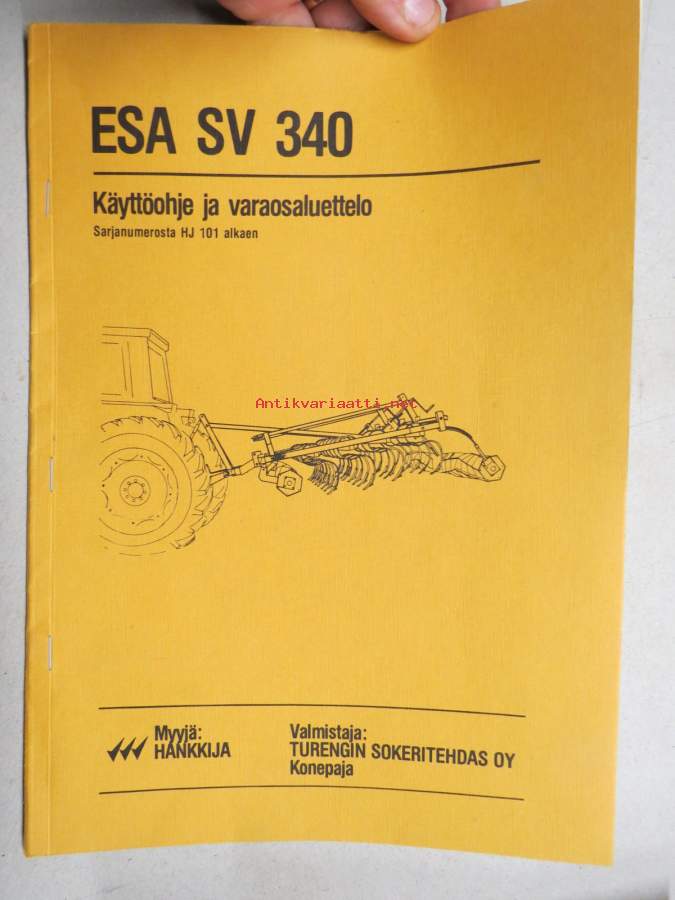 ESA SV 340
Käyttöohje ja varaosaluettelo
Sarjanumerosta HJ 101 alkaen
Antikvariaatti.net
Myyjä:
HANKKIJA
Valmistaja:
TURENGIN SOKERITEHDAS OY
Konepaja